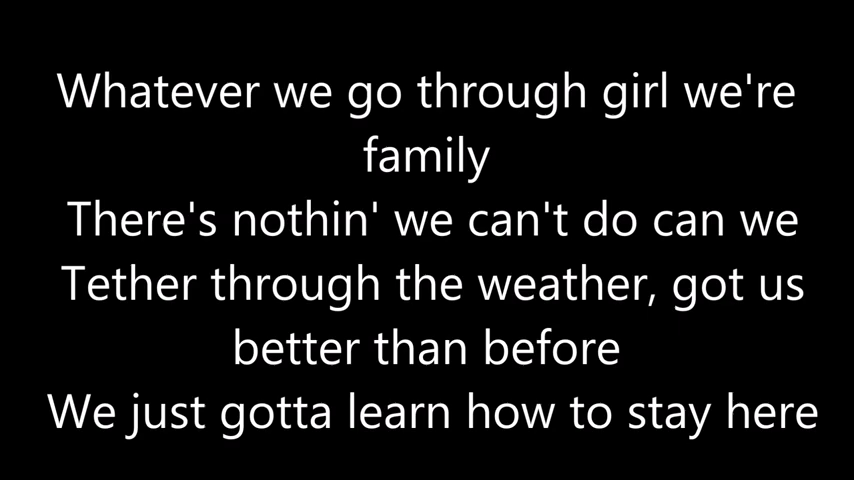 Whatever we go through girl we're
family
There's nothin' we can't do can we
Tether through the weather, got us
better than before
We just gotta learn how to stay here